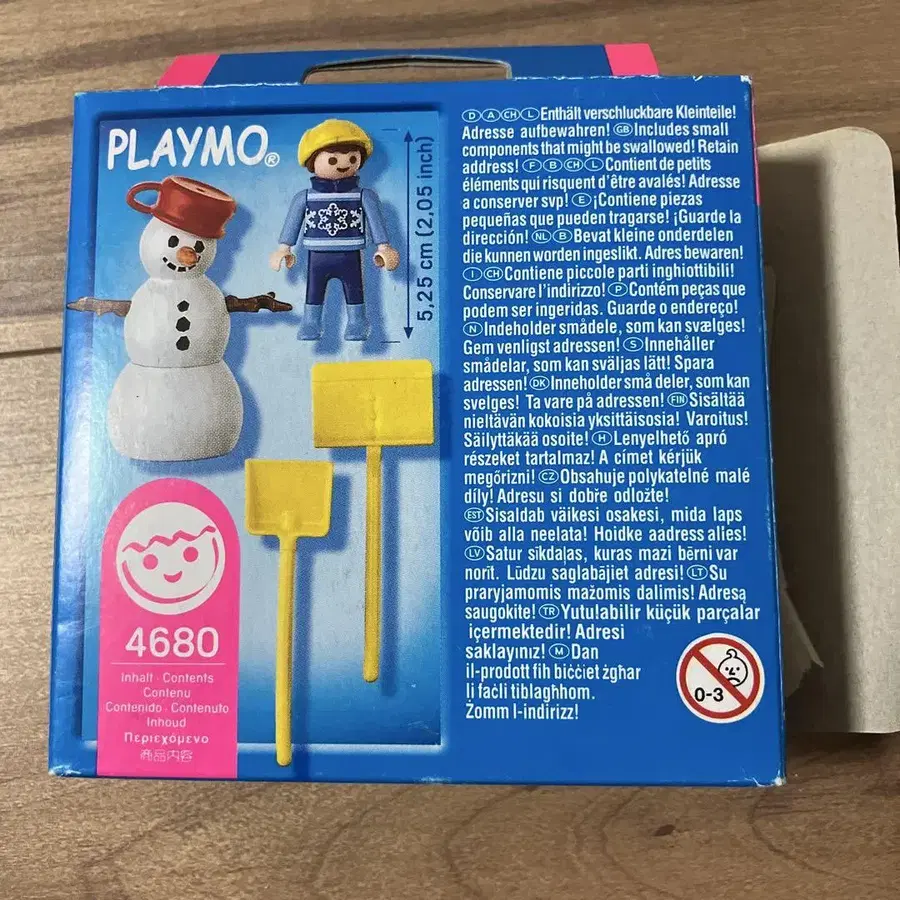 PLAYMO®
5,25 cm (2,05 inch)
4680
Inhalt · Contents
Contenu
Contenido · Contenuto
Inhoud
Περιεχόμενο
商品内容
D A CH L Enthält verschluckbare Kleinteile!
Adresse aufbewahren! GB Includes small
components that might be swallowed! Retain
address! F B CH L Contient de petits
éléments qui risquent d'être avalés! Adresse
a conserver svp! E ¡Contiene piezas
pequeñas que pueden tragarse! ¡Guarde la
dirección! NL B Bevat kleine onderdelen
die kunnen worden ingeslikt. Adres bewaren!
I CH Contiene piccole parti inghiottibili!
Conservare l'indirizzo! P Contém peças que
podem ser ingeridas. Guarde o endereço!
N Indeholder smådele, som kan svælges!
Gem venligst adressen! S Innehåller
smådelar, som kan sväljas lätt! Spara
adressen! DK Inneholder små deler, som kan
svelges! Ta vare på adressen! FIN Sisältää
nieltävän kokoisia yksittäisosia! Varoitus!
Säilyttäkää osoite! H Lenyelhető apró
részeket tartalmaz! A címet kérjük
megőrizni! CZ Obsahuje polykatelné malé
díly! Adresu si dobře odložte!
EST Sisaldab väikesi osakesi, mida laps
võib alla neelata! Hoidke aadress alles!
LV Satur sīkdaļas, kuras mazi bērni var
norīt. Lūdzu saglabājiet adresi! LT Su
praryjamomis mažomis dalimis! Adresą
saugokite! TR Yutulabilir küçük parçalar
içermektedir! Adresi
saklayınız! M Dan
il-prodott fih biċċiet żgħar
li faċli tiblagħhom.
Żomm l-indirizz!
0-3